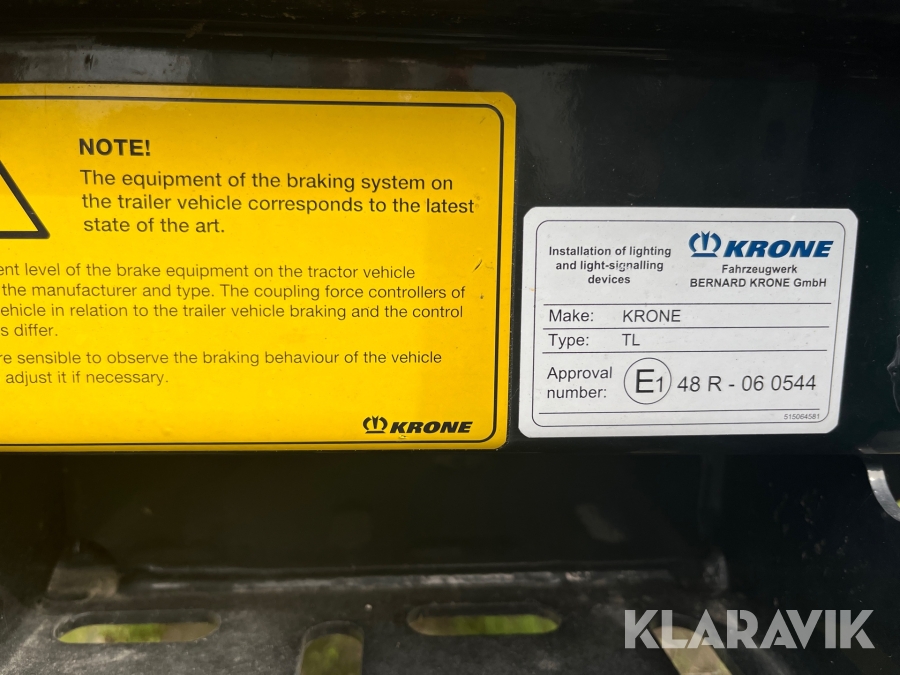 NOTE!
The equipment of the braking system on
the trailer vehicle corresponds to the latest
state of the art.
ent level of the brake equipment on the tractor vehicle
the manufacturer and type. The coupling force controllers of
ehicle in relation to the trailer vehicle braking and the control
s differ.
re sensible to observe the braking behaviour of the vehicle
adjust it if necessary.
KRONE
Installation of lighting
and light-signalling
devices
KRONE
Fahrzeugwerk
BERNARD KRONE GmbH
Make: KRONE
Type: TL
Approval
number: E1 48 R - 06 0544
515064581
KLARAVIK